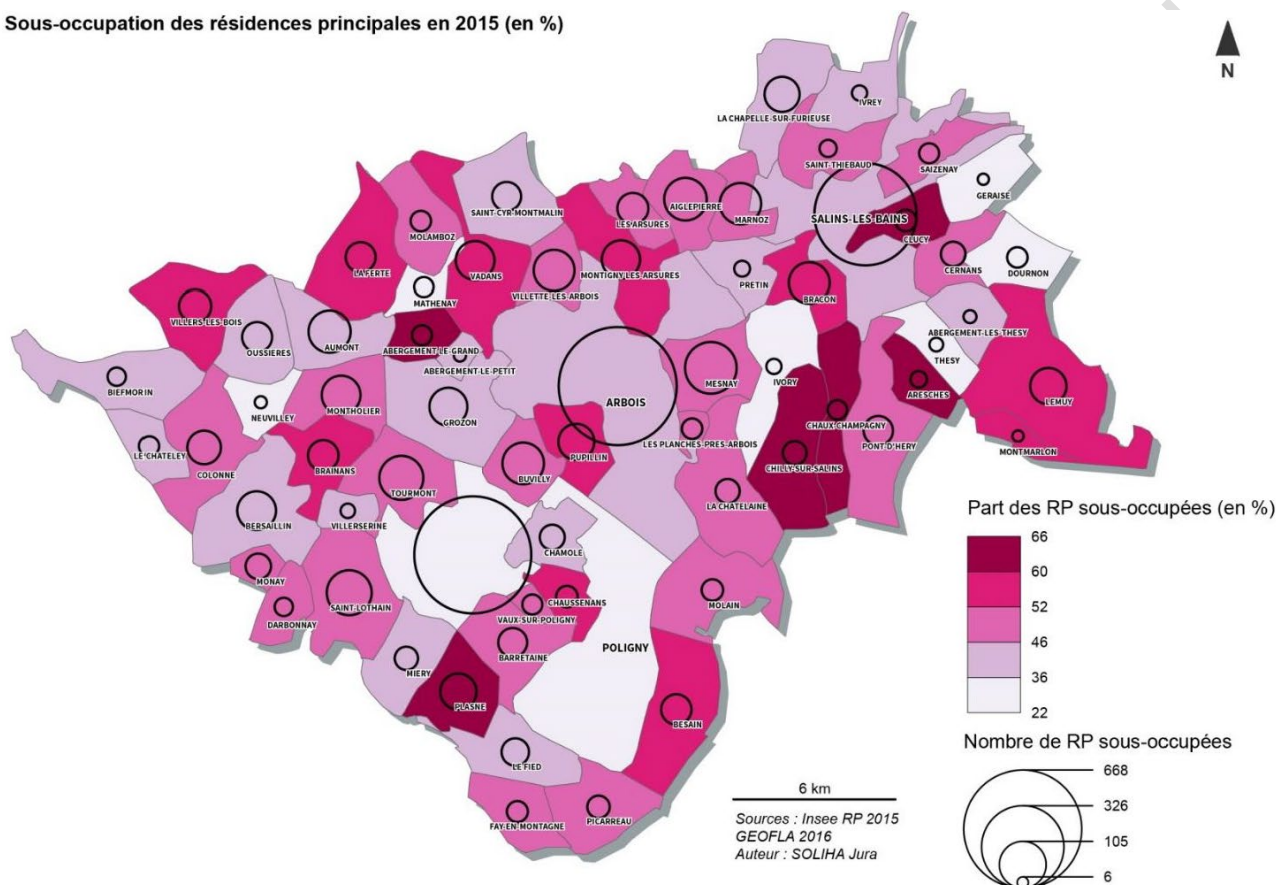 Sous-occupation des résidences principales en 2015 (en %)
N
LA CHAPELLE-SUR-FURIEUSE
IVREY
SAINT-THIEBAUD
SAIZENAY
GERAISE
SALINS-LES-BAINS
CLUCY
CERNANS
DOURNON
SAINT-CYR-MONTMALIN
LES ARSURES
AIGLEPIERRE
MARNOZ
MOLAMBOZ
LA FERTE
VADANS
VILLETTE-LES-ARBOIS
MONTIGNY-LES-ARSURES
PRETIN
BRACON
MATHENAY
VILLERS-LES-BOIS
OUSSIERES
AUMONT
ABERGEMENT-LE-GRAND
ABERGEMENT-LE-PETIT
ABERGEMENT-LES-THESY
THESY
BIEFMORIN
NEUVILLEY
MONTHOLIER
GROZON
ARBOIS
MESNAY
IVORY
ARESCHES
LEMUY
LE CHATELEY
COLONNE
BRAINANS
TOURMONT
BUVILLY
PUPILLIN
LES PLANCHES-PRES-ARBOIS
CHAUX-CHAMPAGNY
PONT-D'HERY
MONTMARLON
CHILLY-SUR-SALINS
BERSAILLIN
VILLERSERINE
LA CHATELAINE
CHAMOLE
MONAY
SAINT-LOTHAIN
DARBONNAY
CHAUSSENANS
VAUX-SUR-POLIGNY
MOLAIN
BARRETAINE
POLIGNY
MIERY
PLASNE
BESAIN
LE FIED
FAY-EN-MONTAGNE
PICARREAU
Part des RP sous-occupées (en %)
66
60
52
46
36
22
Nombre de RP sous-occupées
668
326
105
6
6 km
Sources : Insee RP 2015
GEOFLA 2016
Auteur : SOLIHA Jura